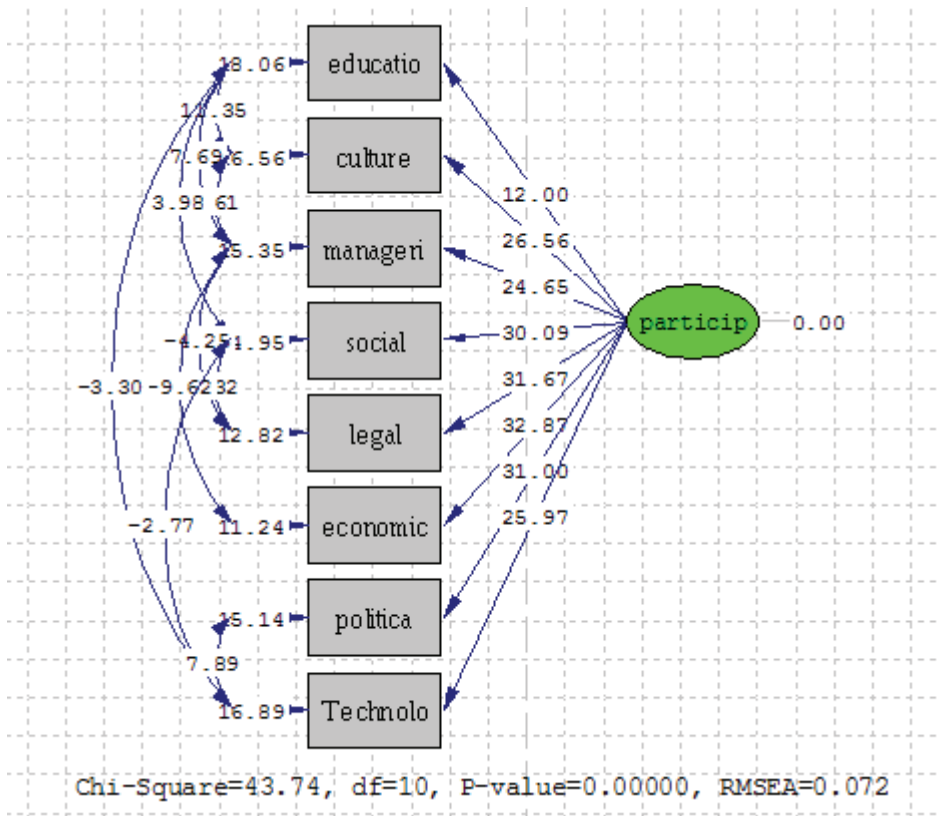 18.06 educatio
11.35
7.69 6.56 culture
12.00
3.98 61
26.56
15.35 manageri
24.65
particip 0.00
30.09
-4.25 1.95 social
-3.30 -9.62 32
31.67
32.87
12.82 legal
31.00
25.97
-2.77 11.24 economic
15.14 politica
7.89
16.89 Technolo
Chi-Square=43.74, df=10, P-value=0.00000, RMSEA=0.072